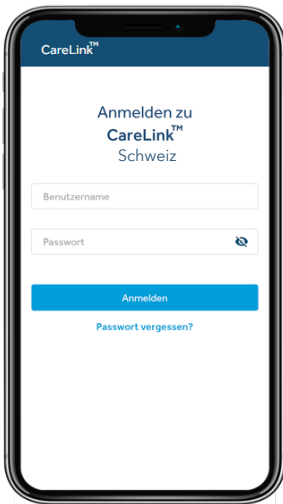 CareLink™
Anmelden zu
CareLink™
Schweiz
Benutzername
Passwort
Anmelden
Passwort vergessen?